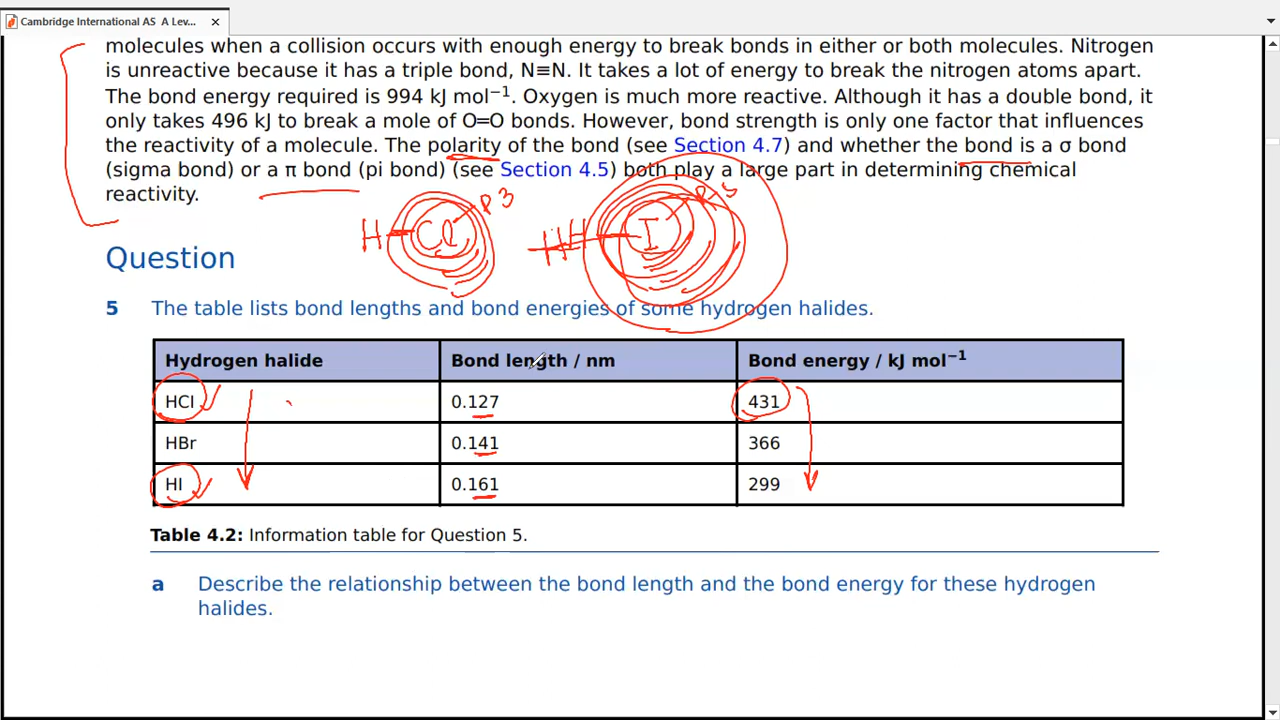 Cambridge International AS A Lev...
molecules when a collision occurs with enough energy to break bonds in either or both molecules. Nitrogen
is unreactive because it has a triple bond, N≡N. It takes a lot of energy to break the nitrogen atoms apart.
The bond energy required is 994 kJ mol⁻¹. Oxygen is much more reactive. Although it has a double bond, it
only takes 496 kJ to break a mole of O=O bonds. However, bond strength is only one factor that influences
the reactivity of a molecule. The polarity of the bond (see Section 4.7) and whether the bond is a σ bond
(sigma bond) or a π bond (pi bond) (see Section 4.5) both play a large part in determining chemical
reactivity.
P3
H Cl
HH I
Question
5 The table lists bond lengths and bond energies of some hydrogen halides.
Hydrogen halide Bond length / nm Bond energy / kJ mol⁻¹
HCl 0.127 431
HBr 0.141 366
HI 0.161 299
Table 4.2: Information table for Question 5.
a Describe the relationship between the bond length and the bond energy for these hydrogen
halides.